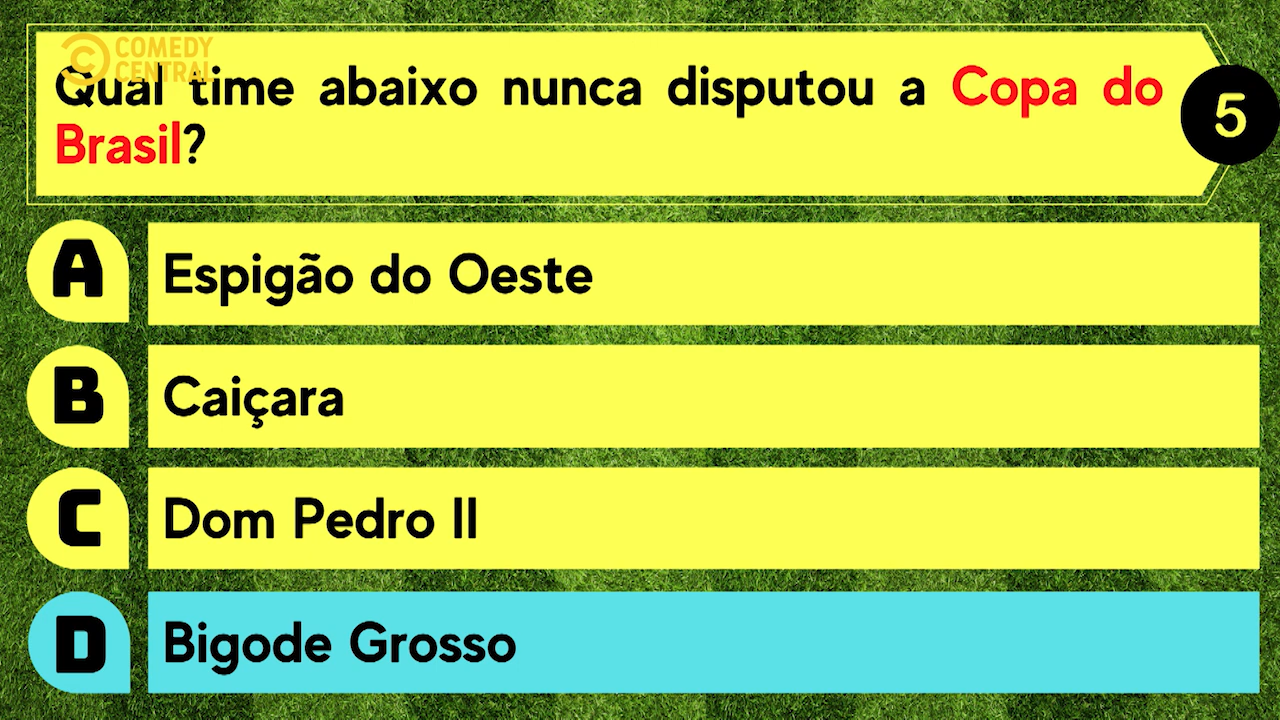 COMEDY
CENTRAL
Qual time abaixo nunca disputou a Copa do
Brasil?
5
A Espigão do Oeste
B Caiçara
C Dom Pedro II
D Bigode Grosso